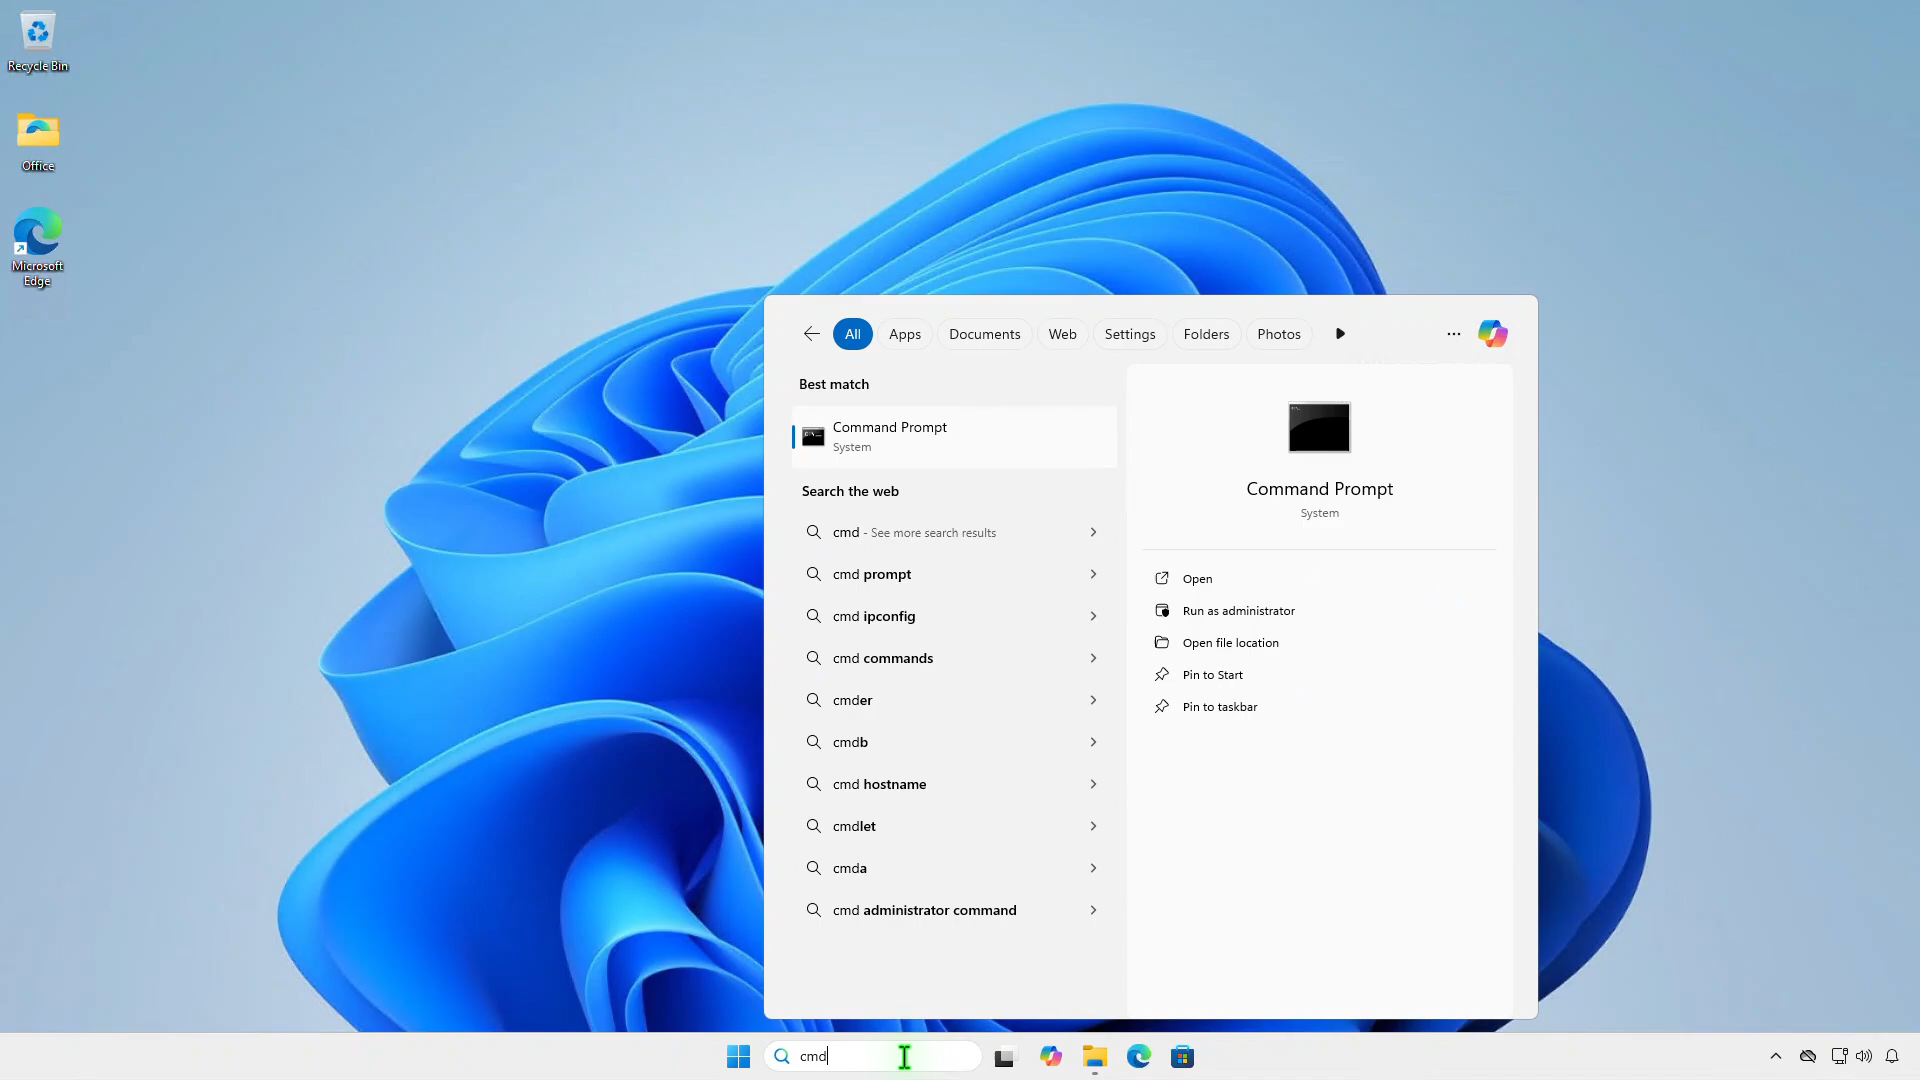 Recycle Bin
Office
Microsoft
Edge
All
Apps
Documents
Web
Settings
Folders
Photos
Best match
Command Prompt
System
Search the web
cmd - See more search results
cmd prompt
cmd ipconfig
cmd commands
cmder
cmdb
cmd hostname
cmdlet
cmda
cmd administrator command
Command Prompt
System
Open
Run as administrator
Open file location
Pin to Start
Pin to taskbar
cmd